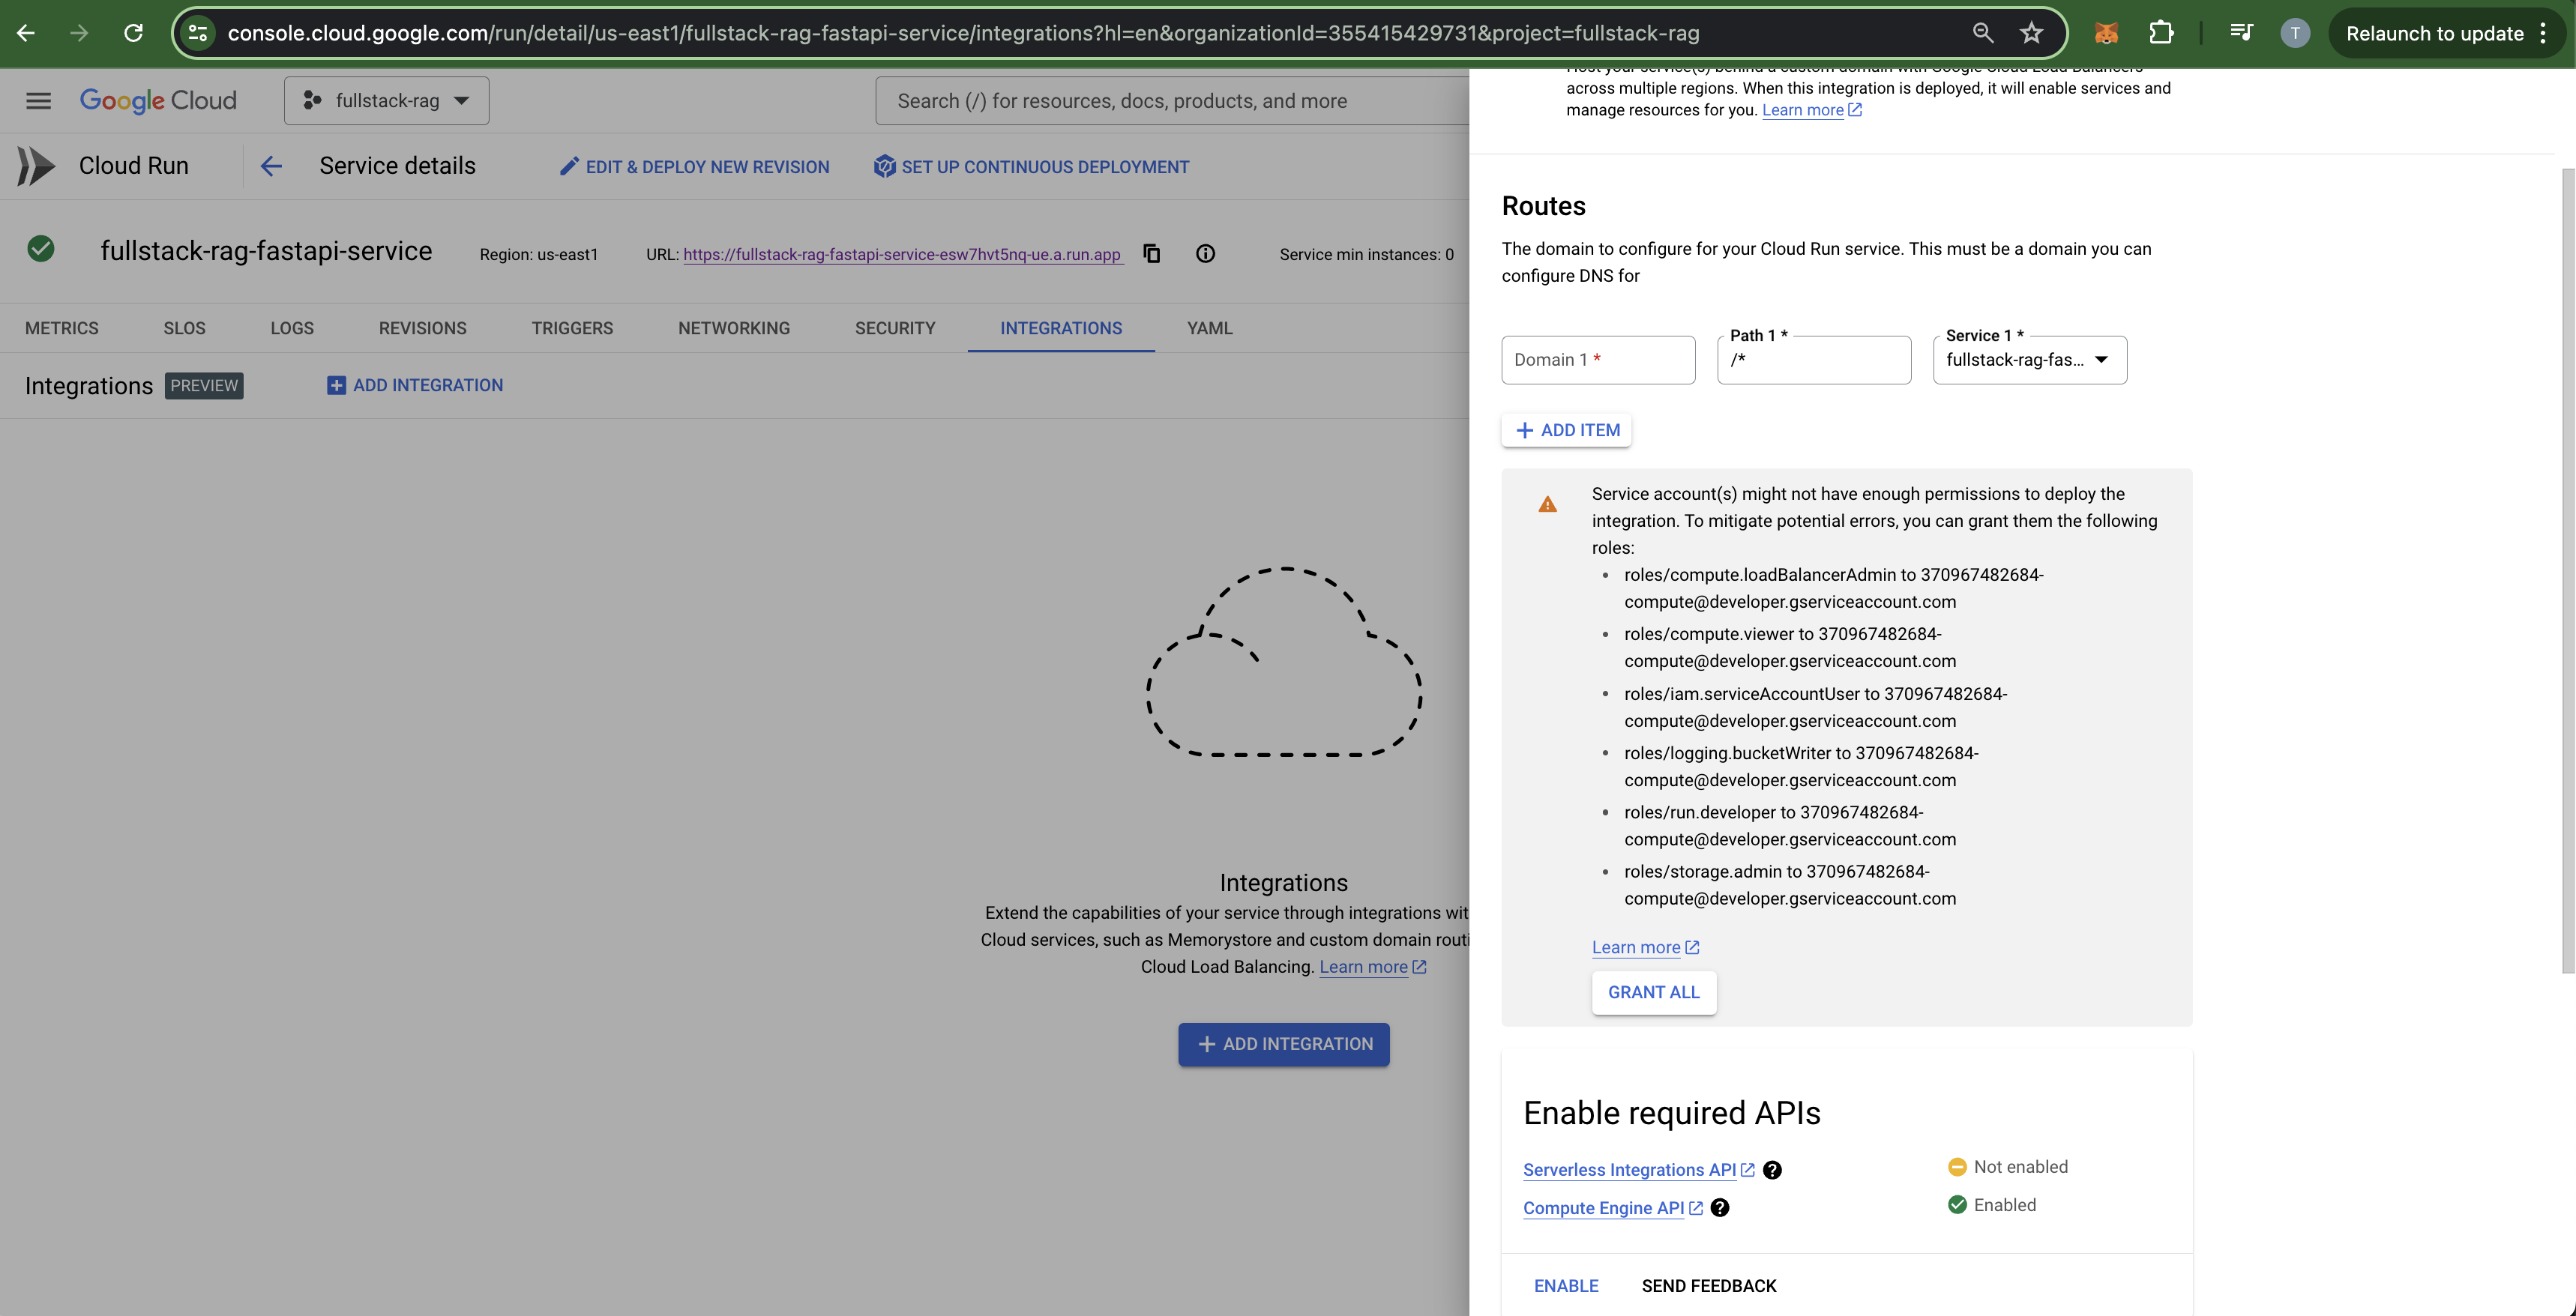 console.cloud.google.com/run/detail/us-east1/fullstack-rag-fastapi-service/integrations?hl=en&organizationId=355415429731&project=fullstack-rag
T
Relaunch to update
Google Cloud
fullstack-rag
Search (/) for resources, docs, products, and more
Cloud Run
Service details
EDIT & DEPLOY NEW REVISION
SET UP CONTINUOUS DEPLOYMENT
fullstack-rag-fastapi-service
Region: us-east1
URL: https://fullstack-rag-fastapi-service-esw7hvt5nq-ue.a.run.app
Service min instances: 0
METRICS
SLOS
LOGS
REVISIONS
TRIGGERS
NETWORKING
SECURITY
INTEGRATIONS
YAML
Integrations PREVIEW
ADD INTEGRATION
Integrations
Extend the capabilities of your service through integrations wit
Cloud services, such as Memorystore and custom domain routi
Cloud Load Balancing. Learn more
ADD INTEGRATION
Host your service(s) behind a custom domain with Google Cloud Load Balancers
across multiple regions. When this integration is deployed, it will enable services and
manage resources for you. Learn more
Routes
The domain to configure for your Cloud Run service. This must be a domain you can
configure DNS for
Domain 1 *
Path 1 *
/*
Service 1 *
fullstack-rag-fas...
ADD ITEM
Service account(s) might not have enough permissions to deploy the
integration. To mitigate potential errors, you can grant them the following
roles:
• roles/compute.loadBalancerAdmin to 370967482684-
compute@developer.gserviceaccount.com
• roles/compute.viewer to 370967482684-
compute@developer.gserviceaccount.com
• roles/iam.serviceAccountUser to 370967482684-
compute@developer.gserviceaccount.com
• roles/logging.bucketWriter to 370967482684-
compute@developer.gserviceaccount.com
• roles/run.developer to 370967482684-
compute@developer.gserviceaccount.com
• roles/storage.admin to 370967482684-
compute@developer.gserviceaccount.com
Learn more
GRANT ALL
Enable required APIs
Serverless Integrations API
Not enabled
Compute Engine API
Enabled
ENABLE
SEND FEEDBACK